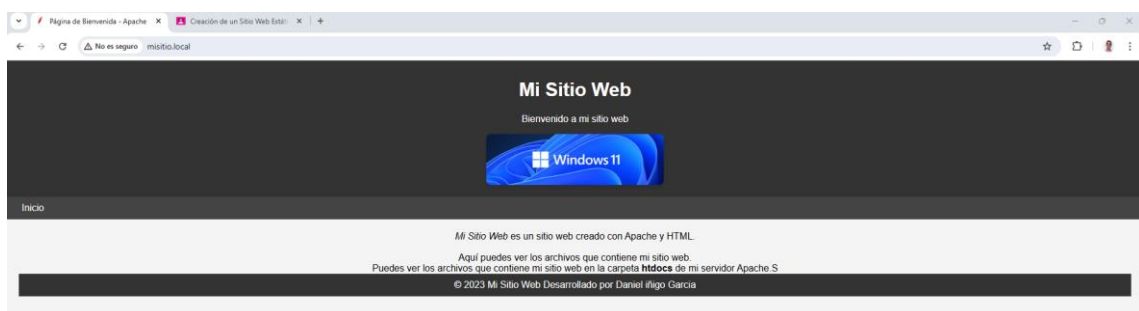 Página de Bienvenida - Apache
Creación de un Sitio Web Estáti
No es seguro misitio.local
Mi Sitio Web
Bienvenido a mi sitio web
Windows 11
Inicio
Mi Sitio Web es un sitio web creado con Apache y HTML.
Aquí puedes ver los archivos que contiene mi sitio web.
Puedes ver los archivos que contiene mi sitio web en la carpeta htdocs de mi servidor Apache.S
© 2023 Mi Sitio Web Desarrollado por Daniel iñigo Garcia